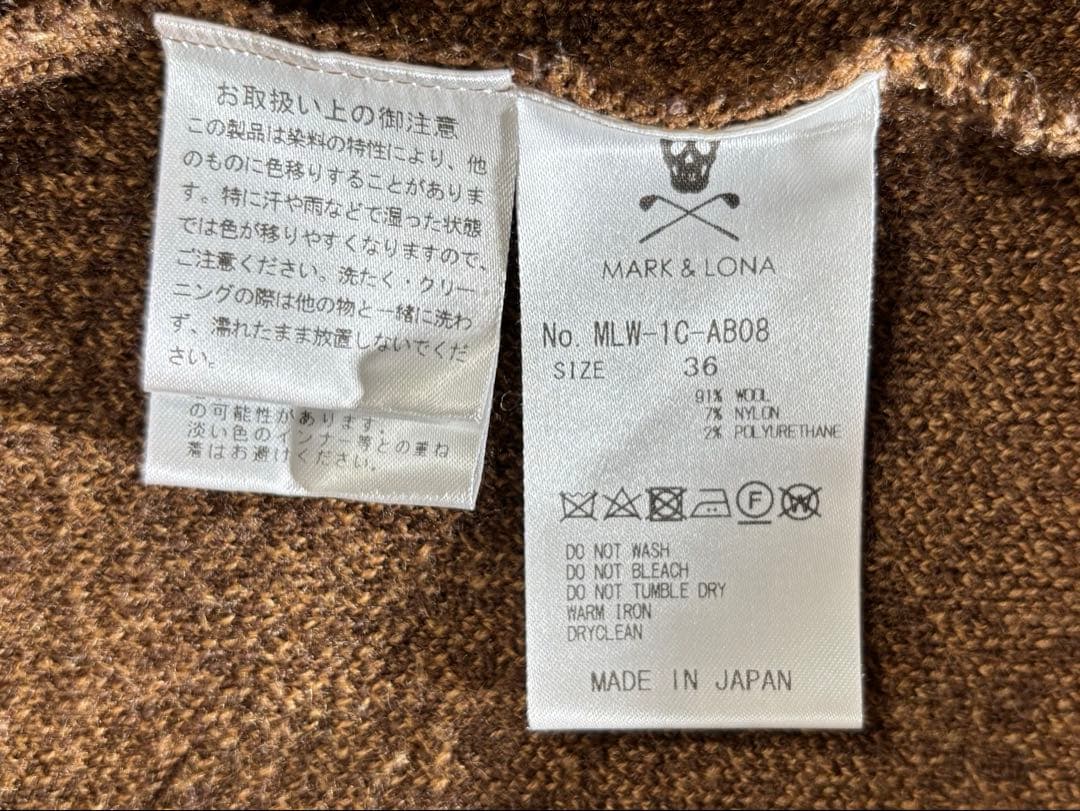 お取扱い上の御注意
この製品は染料の特性により、他
のものに色移りすることがありま
す。特に汗や雨などで湿った状態
では色が移りやすくなりますので、
ご注意ください。洗たく・クリー
ニングの際は他の物と一緒に洗わ
ず、濡れたまま放置しないでくだ
さい。
の可能性があります。
淡い色のインナー等との重ね
着はお避けください。
MARK & LONA
No. MLW-1C-AB08
SIZE 36
91% WOOL
7% NYLON
2% POLYURETHANE
F W
DO NOT WASH
DO NOT BLEACH
DO NOT TUMBLE DRY
WARM IRON
DRYCLEAN
MADE IN JAPAN